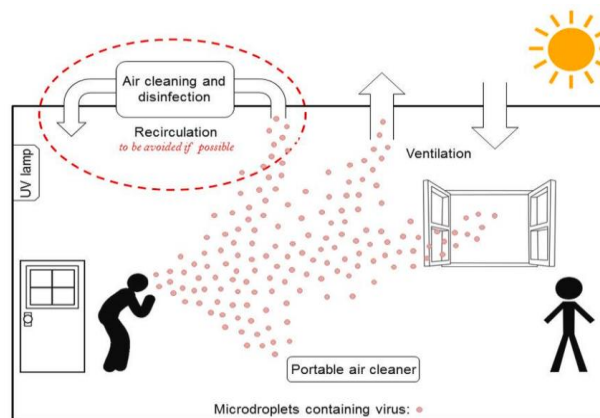 Air cleaning and
disinfection
Recirculation
to be avoided if possible
Ventilation
UV lamp
Portable air cleaner
Microdroplets containing virus: